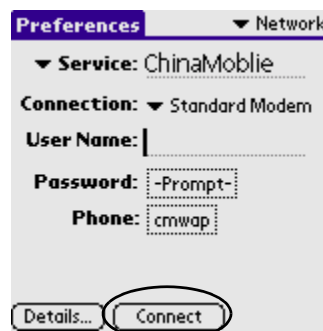 Preferences ▼ Network
▼ Service: ChinaMoblie
Connection: ▼ Standard Modem
User Name:
Password: -Prompt-
Phone: cmwap
Details... Connect